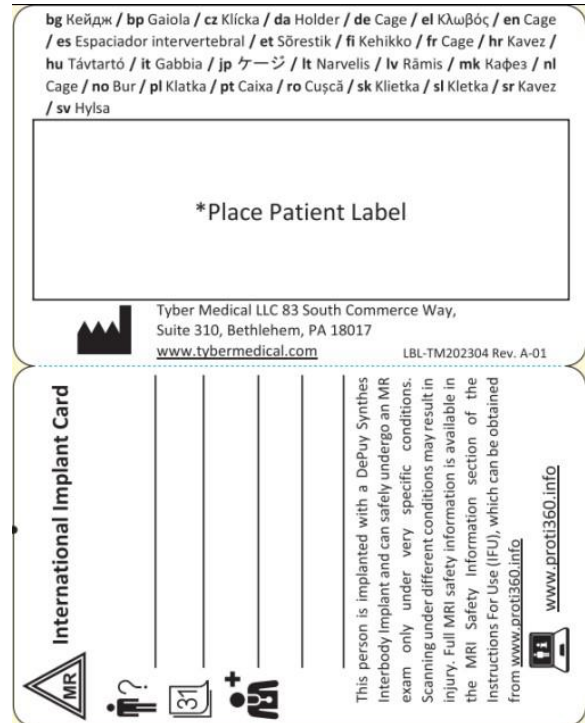 bg Кейдж / bp Gaiola / cz Klícka / da Holder / de Cage / el Κλωβός / en Cage
/ es Espaciador intervertebral / et Sõrestik / fi Kehikko / fr Cage / hr Kavez /
hu Távtartó / it Gabbia / jp ケージ / lt Narvelis / lv Rāmis / mk Кафез / nl
Cage / no Bur / pl Klatka / pt Caixa / ro Cuşcă / sk Klietka / sl Kletka / sr Kavez
/ sv Hylsa
*Place Patient Label
Tyber Medical LLC 83 South Commerce Way,
Suite 310, Bethlehem, PA 18017
www.tybermedical.com
LBL-TM202304 Rev. A-01
MR
International Implant Card
?
31
This person is implanted with a DePuy Synthes
Interbody Implant and can safely undergo an MR
exam only under very specific conditions.
Scanning under different conditions may result in
injury. Full MRI safety information is available in
the MRI Safety Information section of the
Instructions For Use (IFU), which can be obtained
from www.proti360.info
www.proti360.info